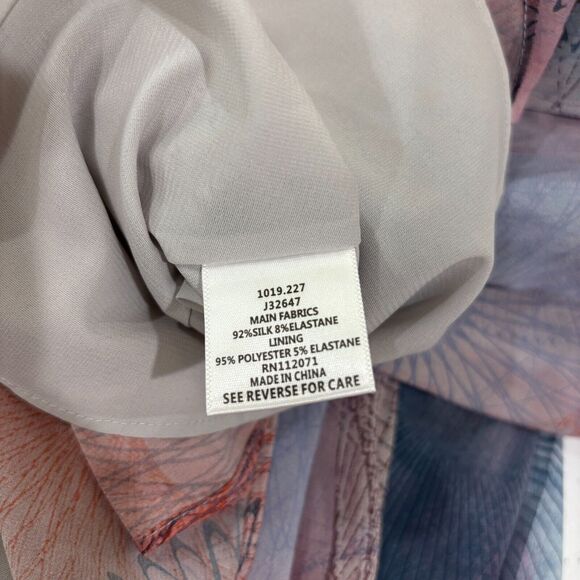 1019.227
J32647
MAIN FABRICS
92%SILK 8%ELASTANE
LINING
95% POLYESTER 5% ELASTANE
RN112071
MADE IN CHINA
SEE REVERSE FOR CARE